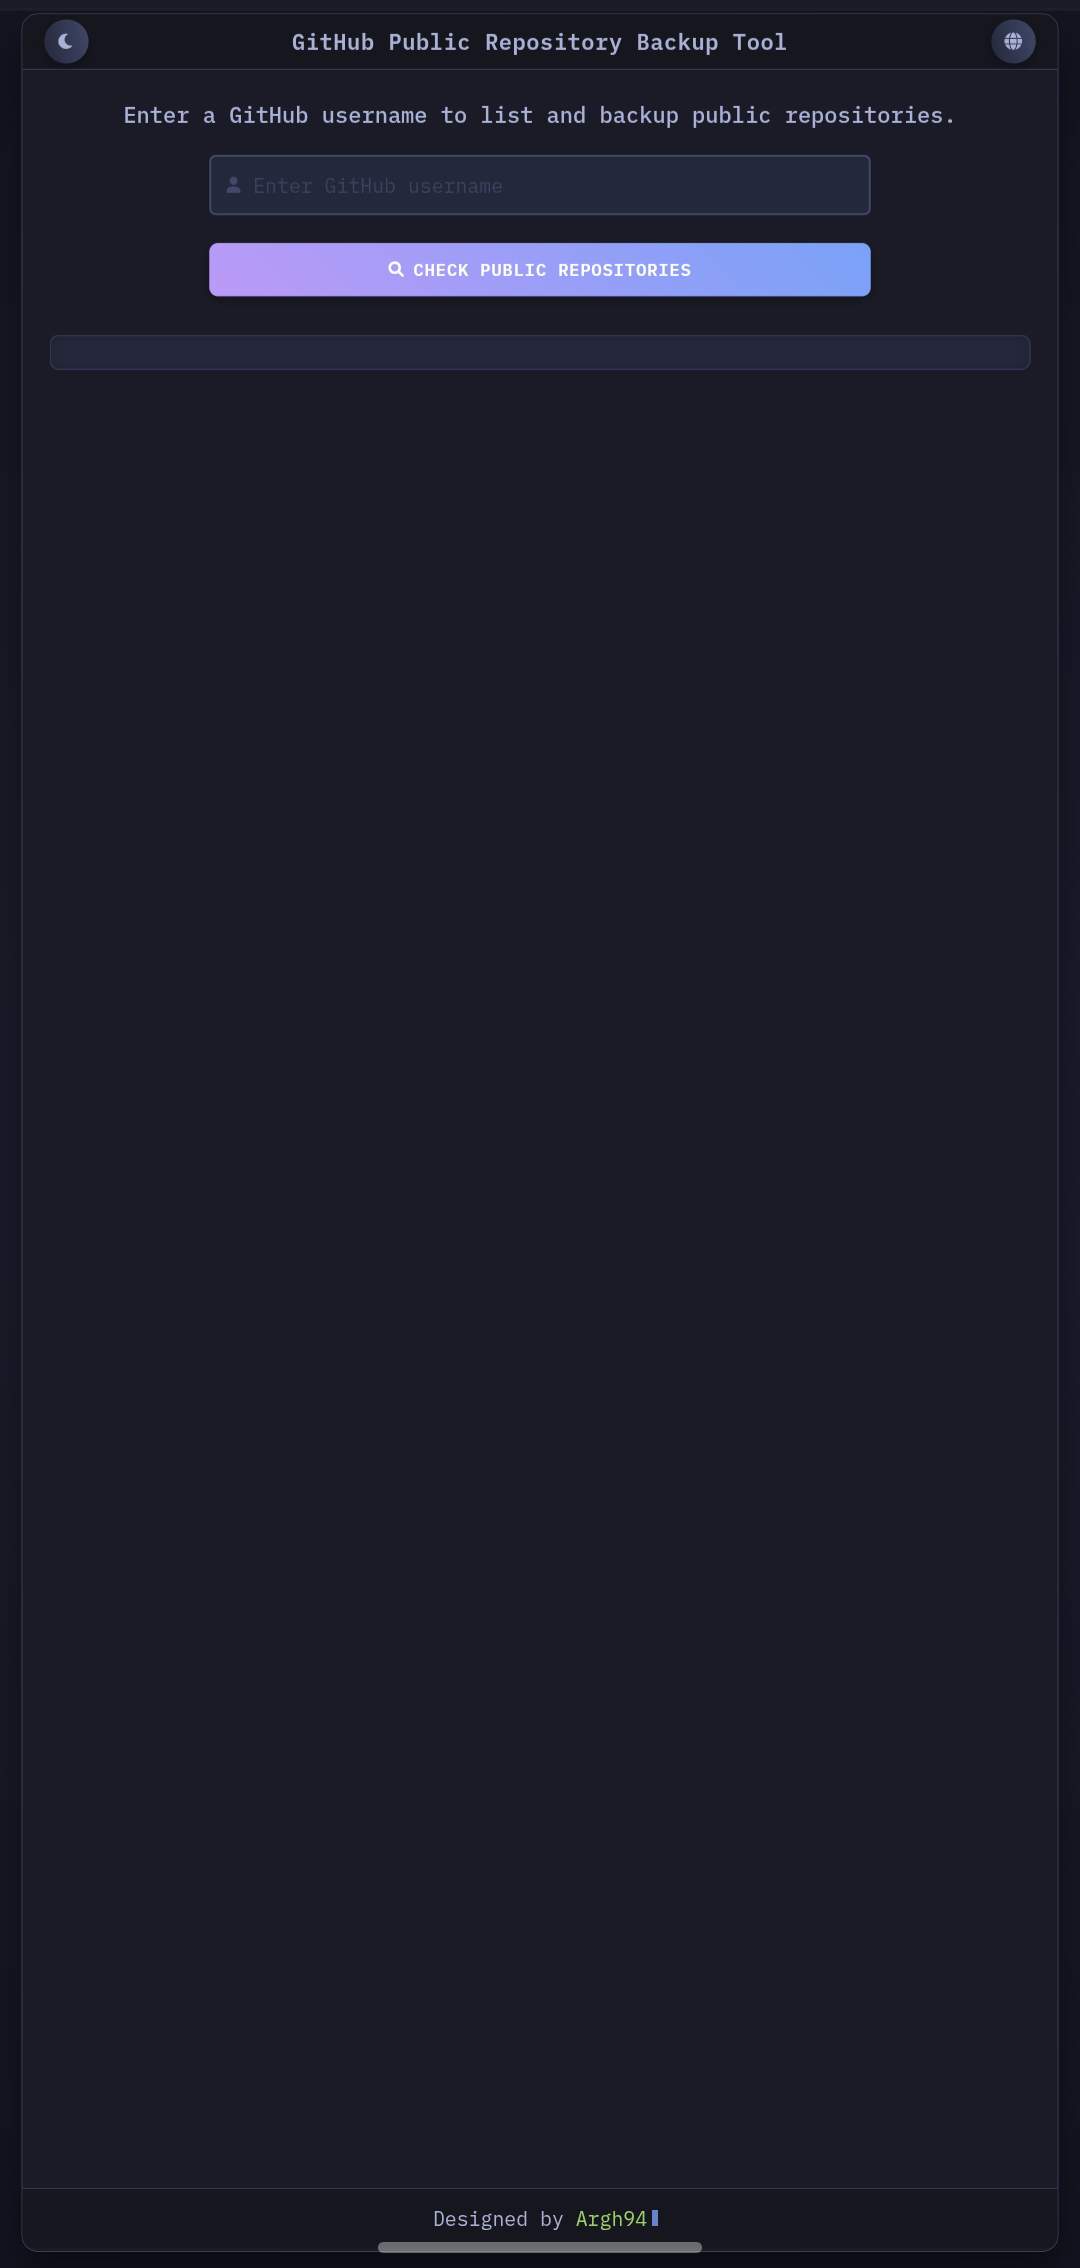 GitHub Public Repository Backup Tool
Enter a GitHub username to list and backup public repositories.
Enter GitHub username
CHECK PUBLIC REPOSITORIES
Designed by Argh94